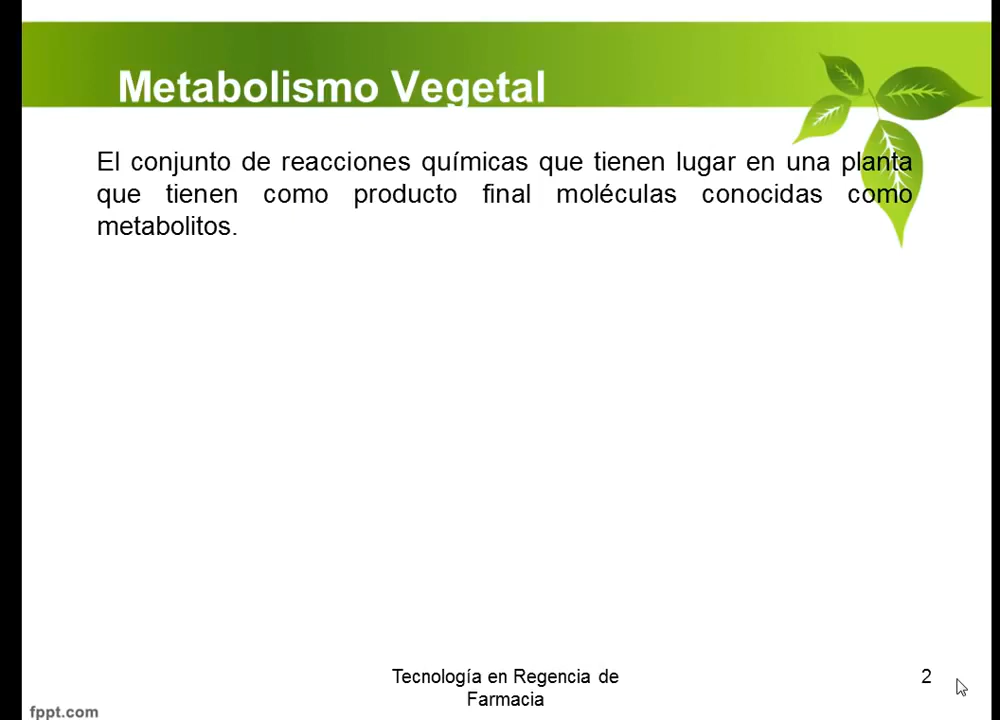 Metabolismo Vegetal
El conjunto de reacciones químicas que tienen lugar en una planta
que tienen como producto final moléculas conocidas como
metabolitos.
Tecnología en Regencia de
Farmacia
2
fppt.com